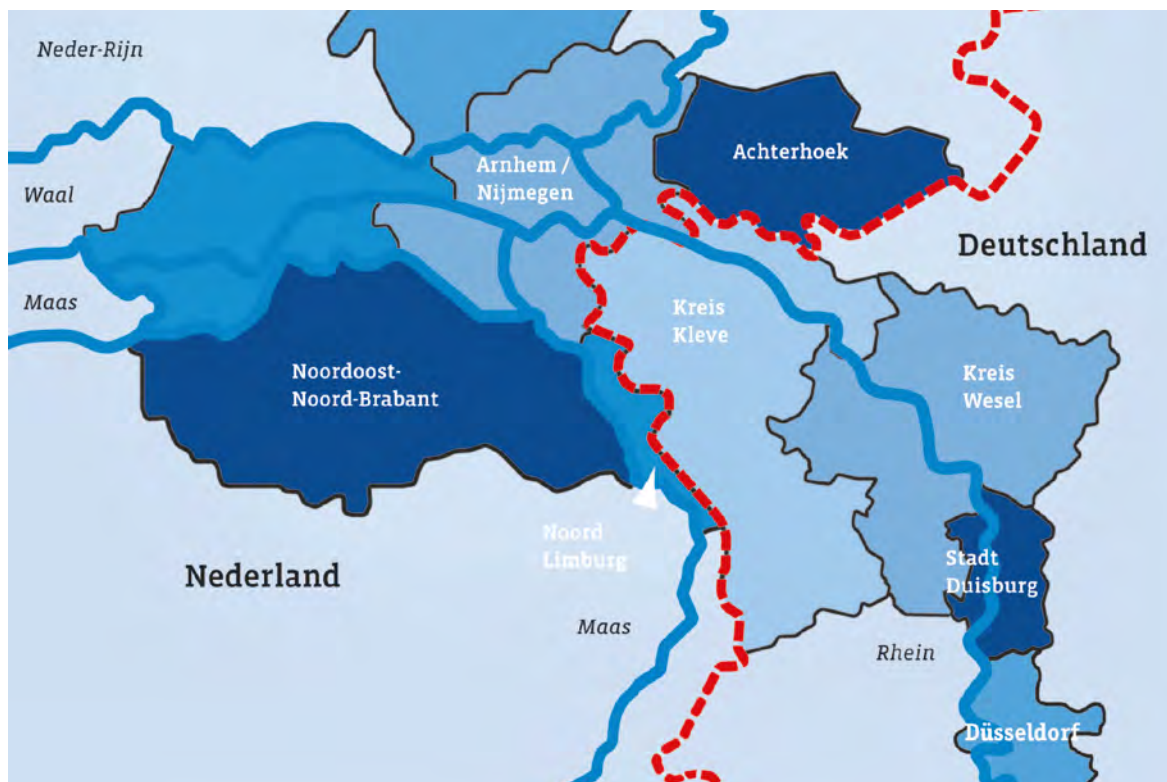 Neder-Rijn
Achterhoek
Arnhem /
Nijmegen
Waal
Deutschland
Maas
Kreis
Kleve
Noordoost-
Noord-Brabant
Kreis
Wesel
Noord
Limburg
Stadt
Duisburg
Nederland
Maas
Rhein
Düsseldorf